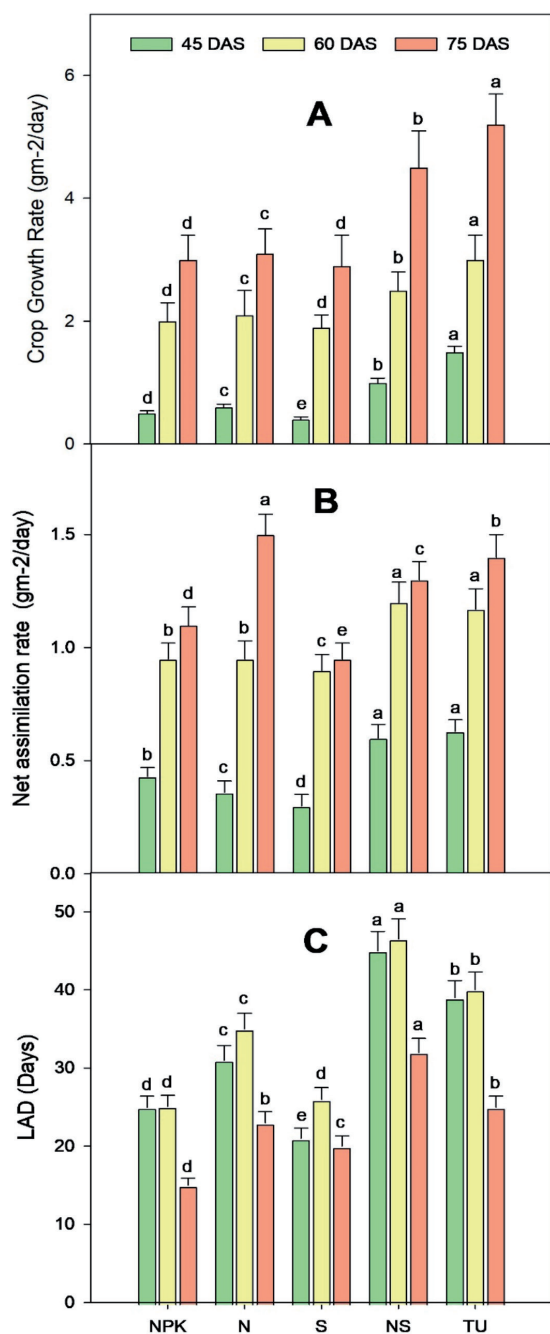 45 DAS 60 DAS 75 DAS
A
Crop Growth Rate (gm-2/day)
6
4
2
0
d d d
c c c
e d d
b b b
a a a
B
Net assimilation rate (gm-2/day)
1.5
1.0
0.5
0.0
b b d
c b a
d c e
a a c
a a b
C
LAD (Days)
50
40
30
20
10
0
d d d
c c b
e d c
a a a
b b b
NPK N S NS TU